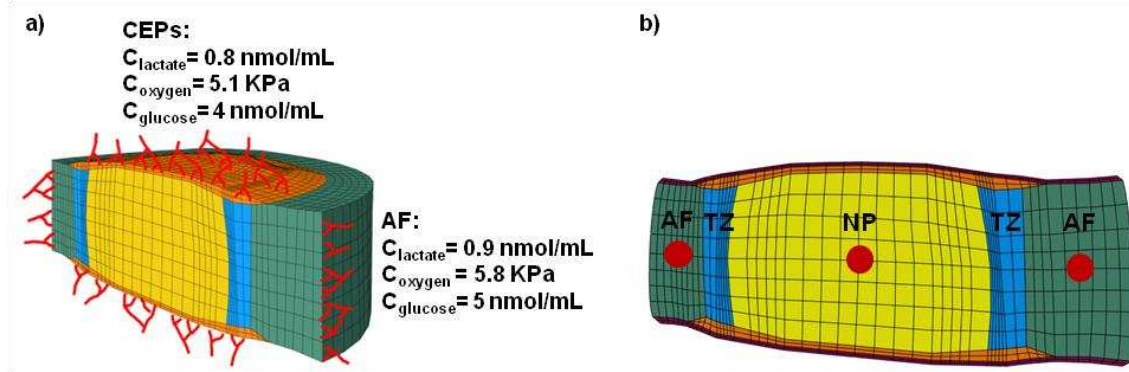 a)
CEPs:
Clactate= 0.8 nmol/mL
Coxygen= 5.1 KPa
Cglucose= 4 nmol/mL
AF:
Clactate= 0.9 nmol/mL
Coxygen= 5.8 KPa
Cglucose= 5 nmol/mL
b)
AF TZ NP TZ AF